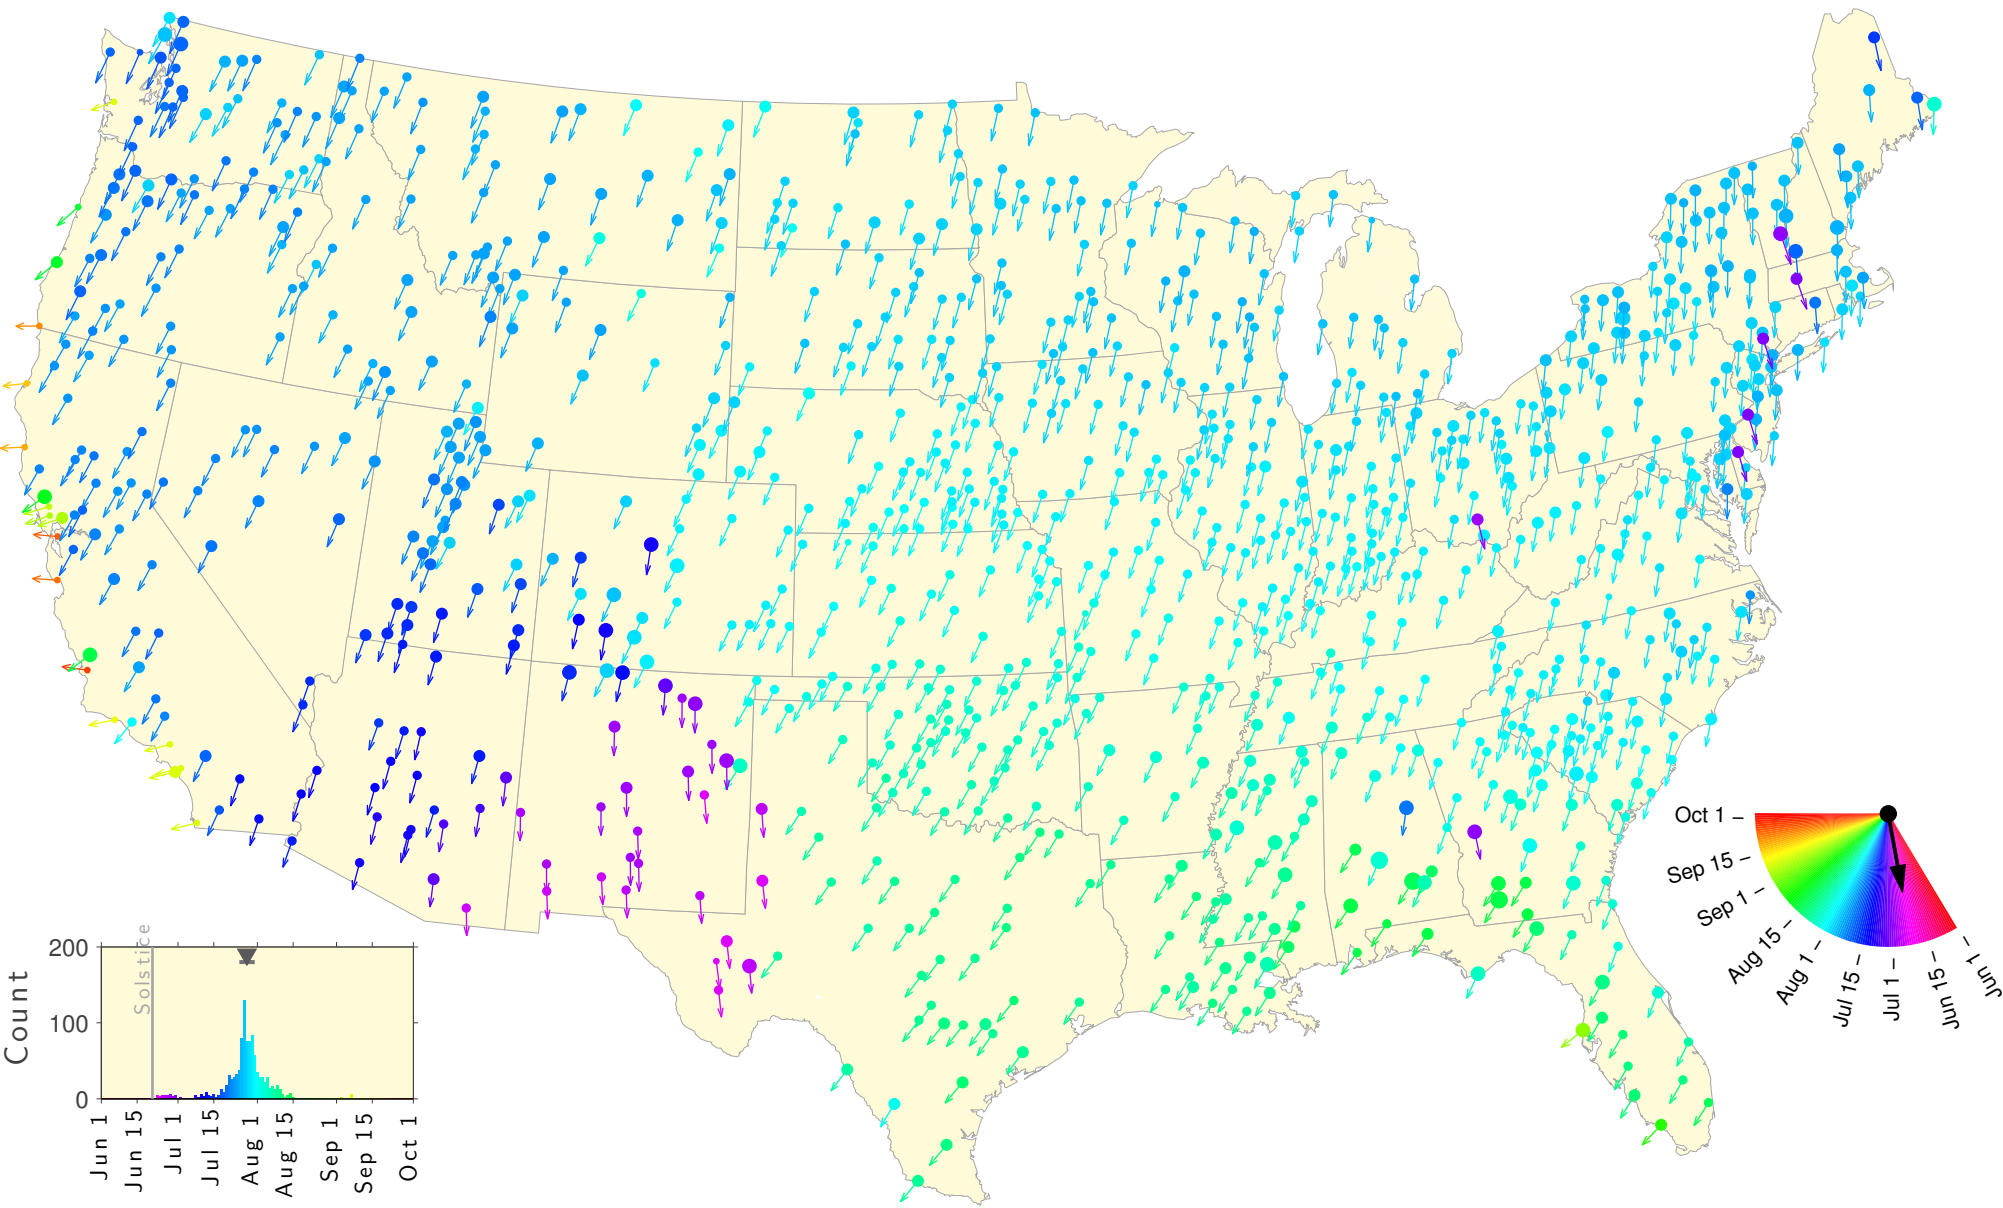 Oct 1 –
Sep 15 –
Sep 1 –
Aug 15 –
Aug 1 –
Jul 15 –
Jul 1 –
Jun 15 –
Jun 1 –
Solstice
Count
200
100
0
Jun 1
Jun 15
Jul 1
Jul 15
Aug 1
Aug 15
Sep 1
Sep 15
Oct 1